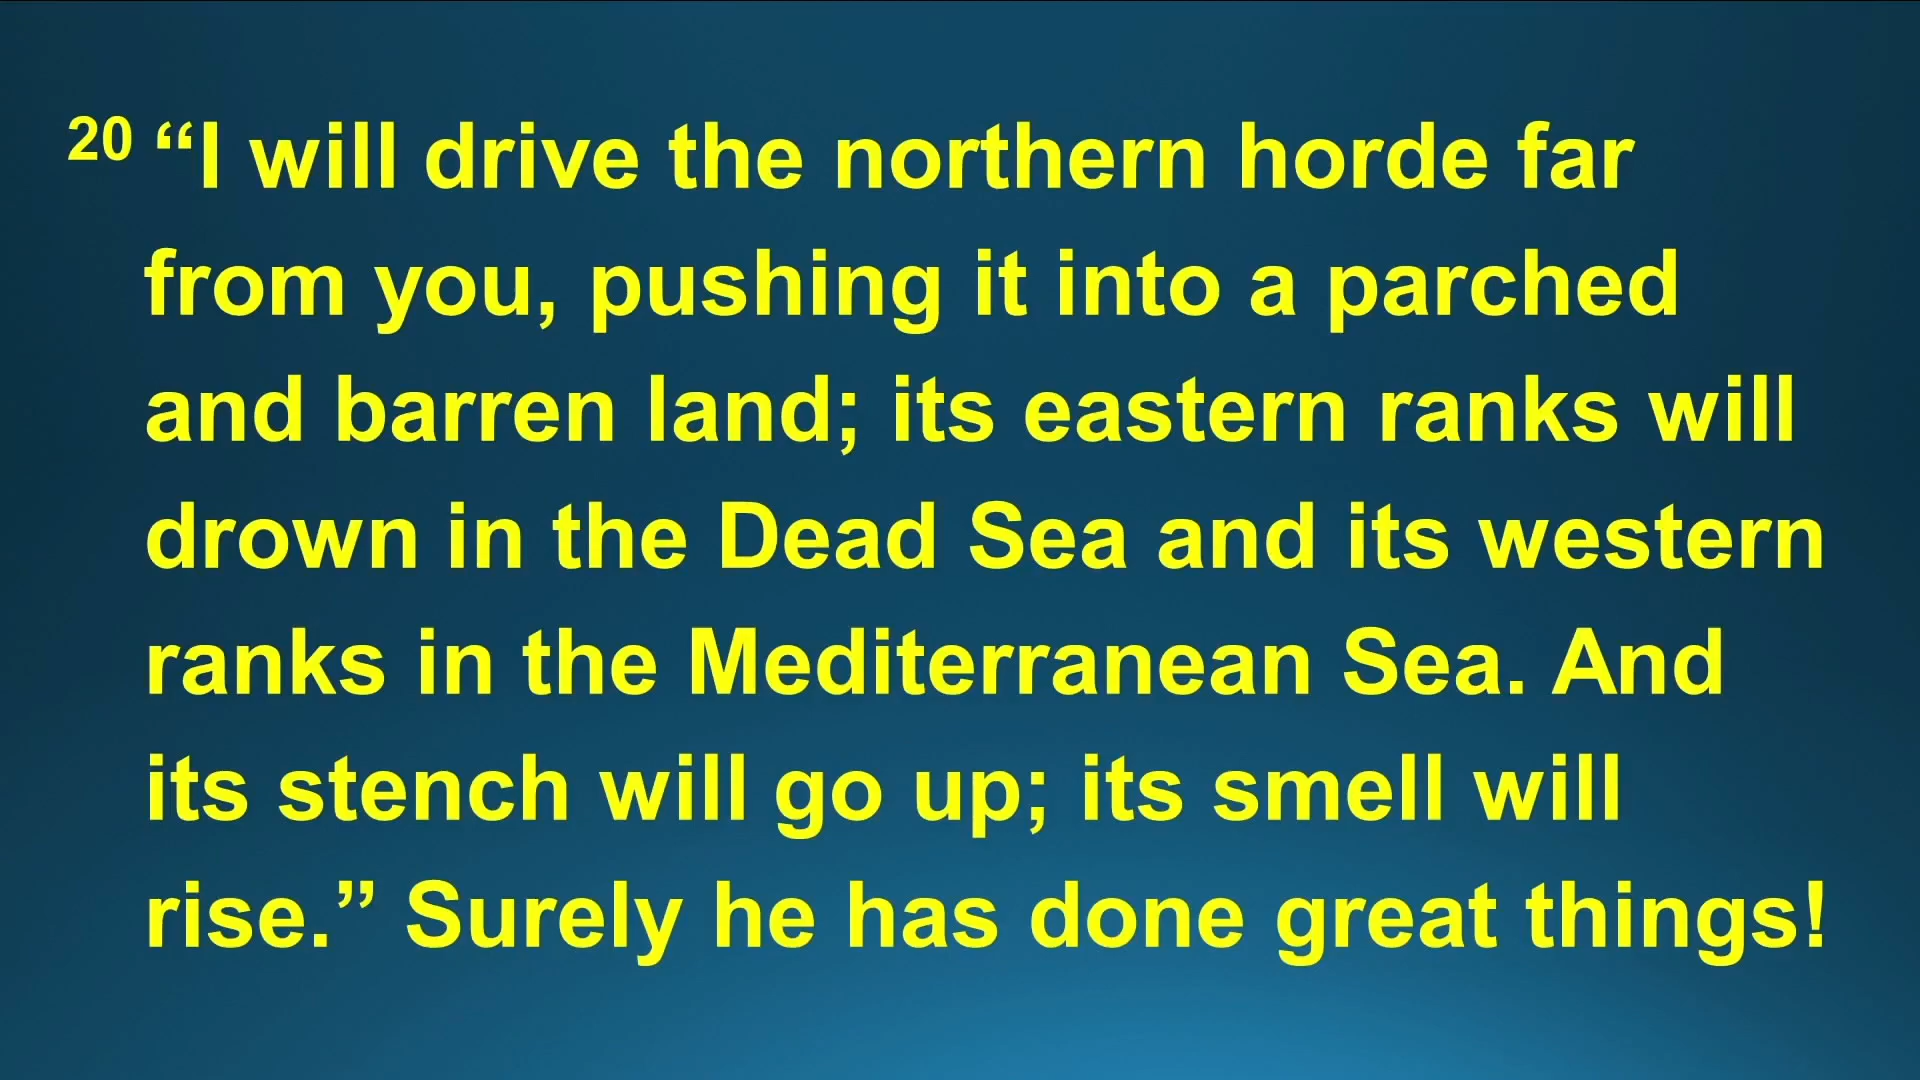 20 “I will drive the northern horde far
from you, pushing it into a parched
and barren land; its eastern ranks will
drown in the Dead Sea and its western
ranks in the Mediterranean Sea. And
its stench will go up; its smell will
rise.” Surely he has done great things!